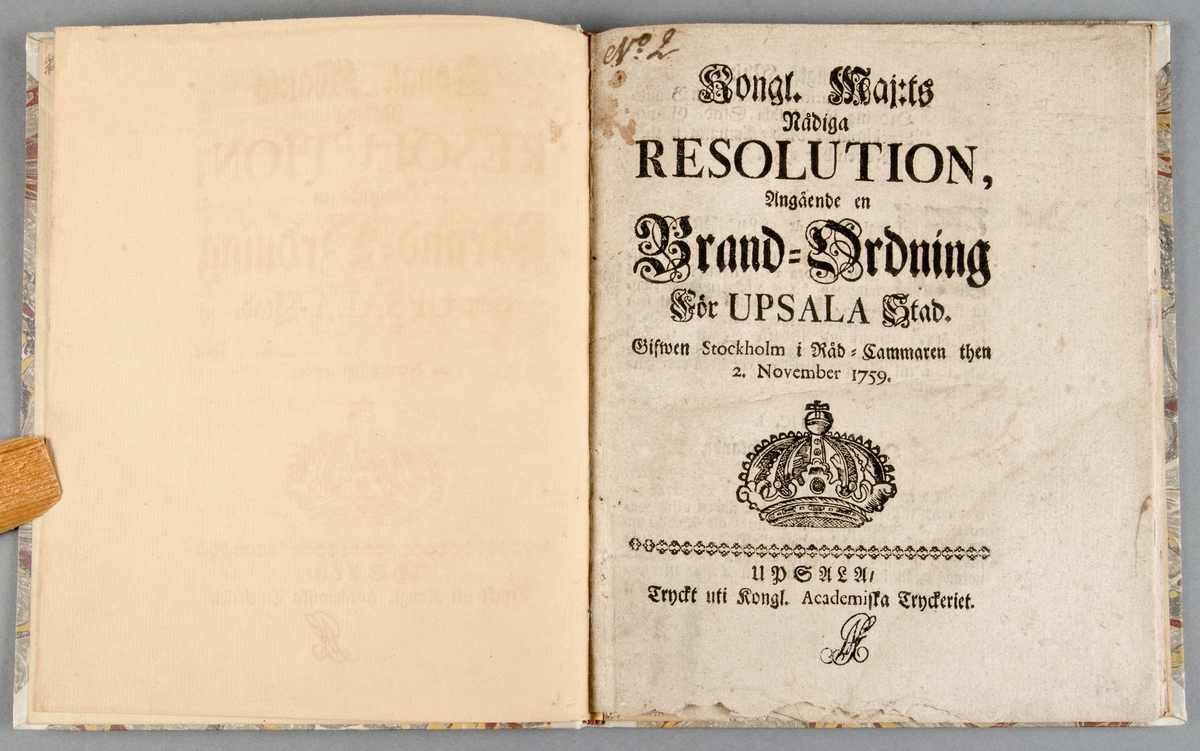 No 2
Kongl. Maj:ts
Nådiga
RESOLUTION,
Angående en
Brand-Ordning
För UPSALA Stad.
Gifwen Stockholm i Råd-Cammaren then
2. November 1759.
UPSALA/
Tryckt uti Kongl. Academiska Tryckeriet.